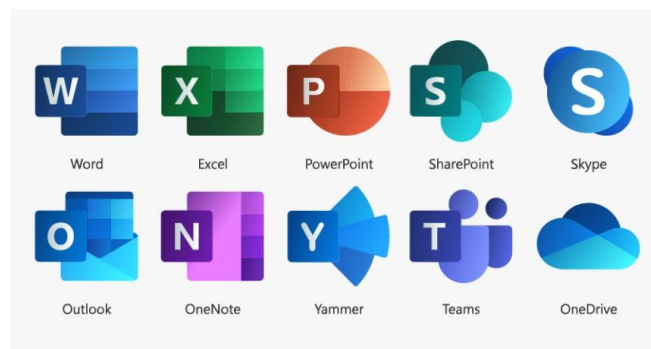 W X P S S
Word Excel PowerPoint SharePoint Skype
O N Y T
Outlook OneNote Yammer Teams OneDrive